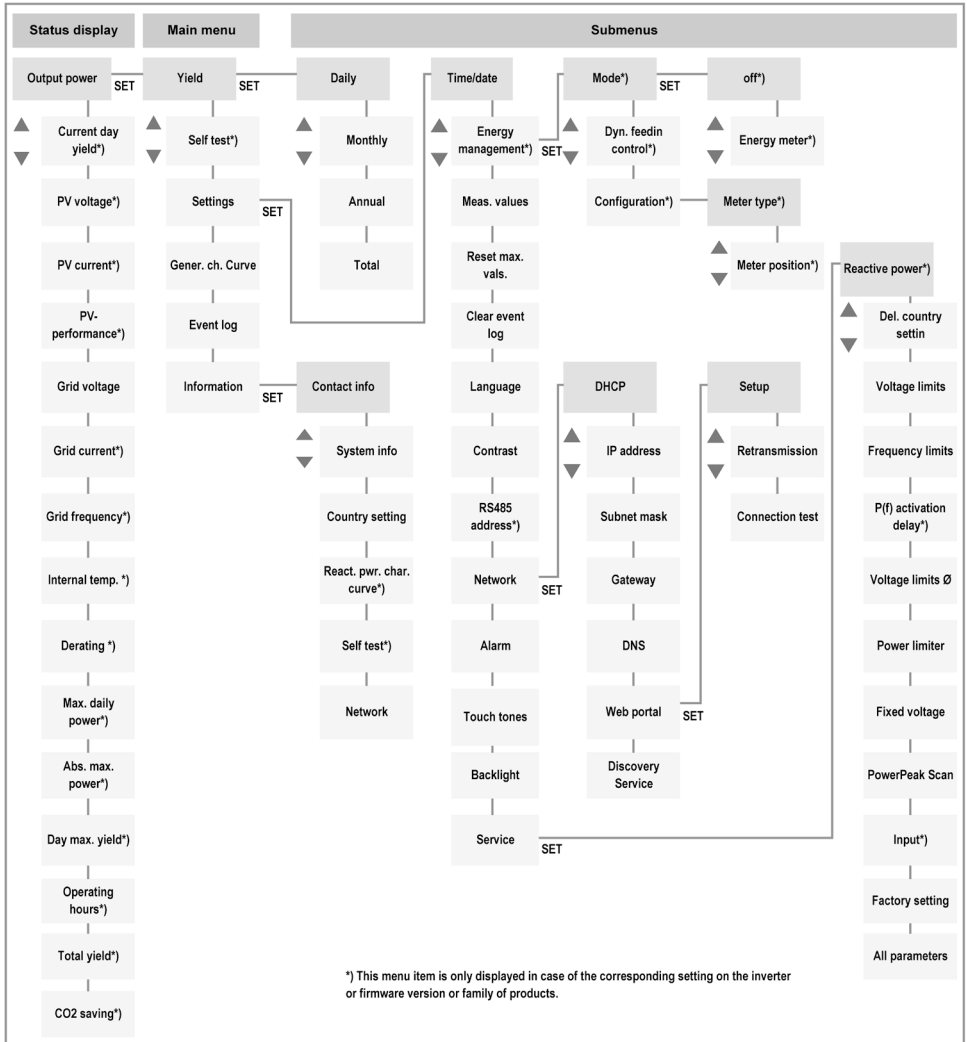 Status display
Main menu
Submenus
Output power
SET
Yield
SET
Daily
Time/date
Mode*)
SET
off*)
Current day
yield*)
PV voltage*)
PV current*)
PV-
performance*)
Grid voltage
Grid current*)
Grid frequency*)
Internal temp. *)
Derating *)
Max. daily
power*)
Abs. max.
power*)
Day max. yield*)
Operating
hours*)
Total yield*)
CO2 saving*)
Self test*)
Settings
SET
Gener. ch. Curve
Event log
Information
SET
Monthly
Annual
Total
Contact info
System info
Country setting
React. pwr. char.
curve*)
Self test*)
Network
Energy
management*)
SET
Meas. values
Reset max.
vals.
Clear event
log
Language
Contrast
RS485
address*)
Network
SET
Alarm
Touch tones
Backlight
Service
SET
Dyn. feedin
control*)
Configuration*)
Energy meter*)
Meter type*)
Meter position*)
DHCP
IP address
Subnet mask
Gateway
DNS
Web portal
SET
Discovery
Service
Setup
Retransmission
Connection test
Reactive power*)
Del. country
settin
Voltage limits
Frequency limits
P(f) activation
delay*)
Voltage limits Ø
Power limiter
Fixed voltage
PowerPeak Scan
Input*)
Factory setting
All parameters
*) This menu item is only displayed in case of the corresponding setting on the inverter
or firmware version or family of products.